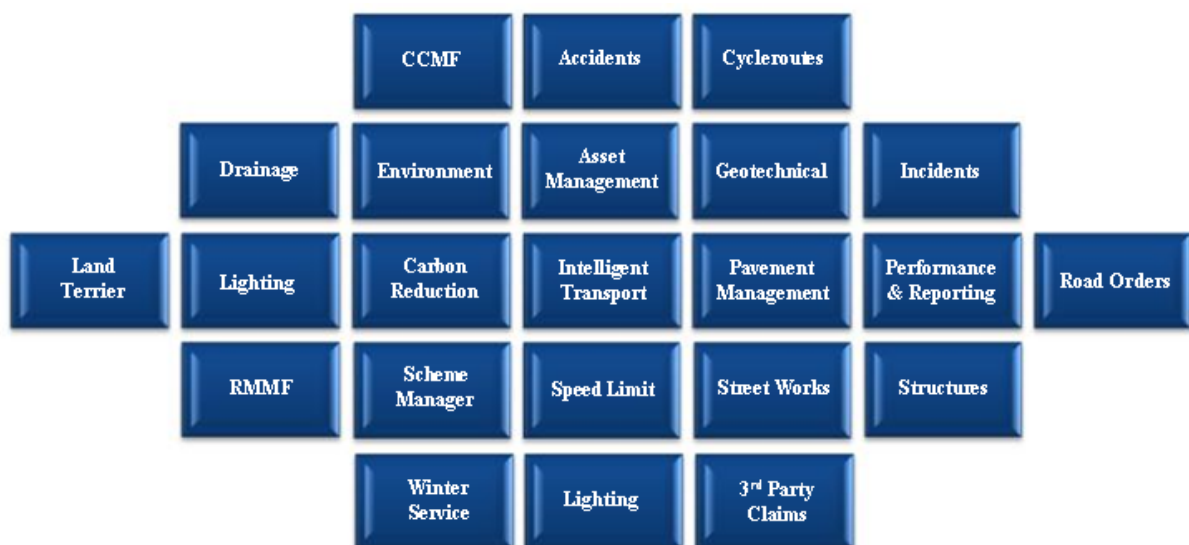 CCMF
Accidents
Cycleroutes
Drainage
Environment
Asset
Management
Geotechnical
Incidents
Land
Terrier
Lighting
Carbon
Reduction
Intelligent
Transport
Pavement
Management
Performance
& Reporting
Road Orders
RMMF
Scheme
Manager
Speed Limit
Street Works
Structures
Winter
Service
Lighting
3rd Party
Claims